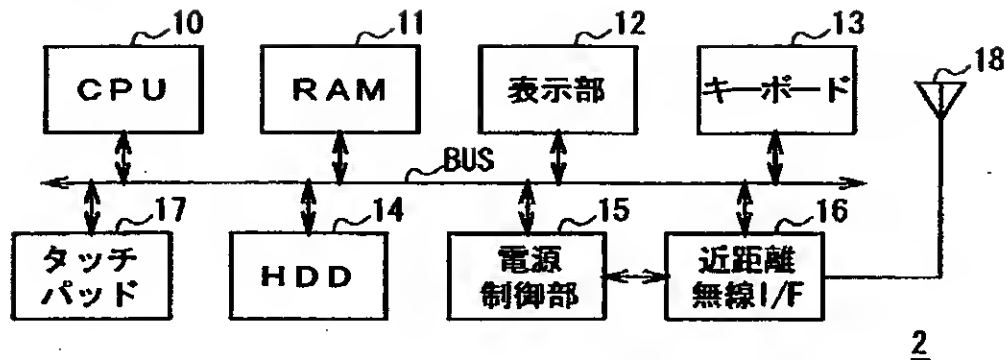 10
11
12
13
18
CPU
RAM
表示部
キーボード
BUS
17
14
15
16
タッチ
パッド
HDD
電源
制御部
近距離
無線I/F
2